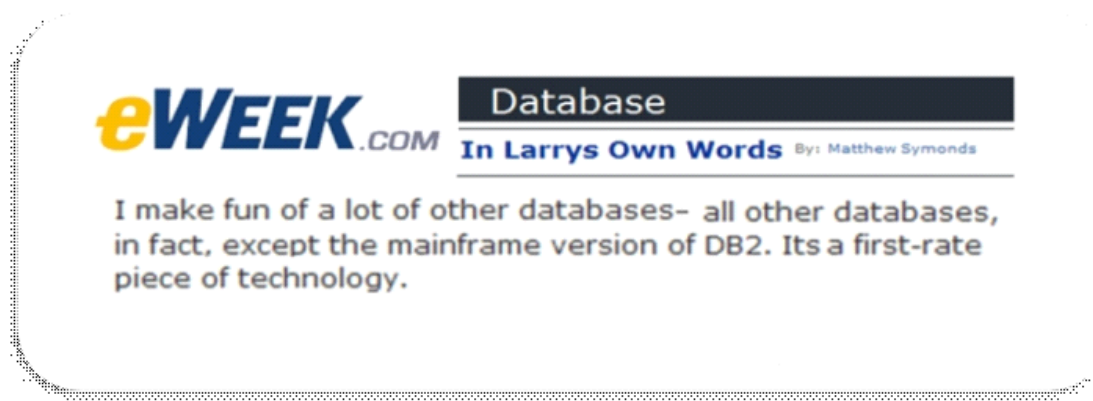 eWEEK.COM
Database
In Larrys Own Words By: Matthew Symonds
I make fun of a lot of other databases– all other databases,
in fact, except the mainframe version of DB2. Its a first-rate
piece of technology.